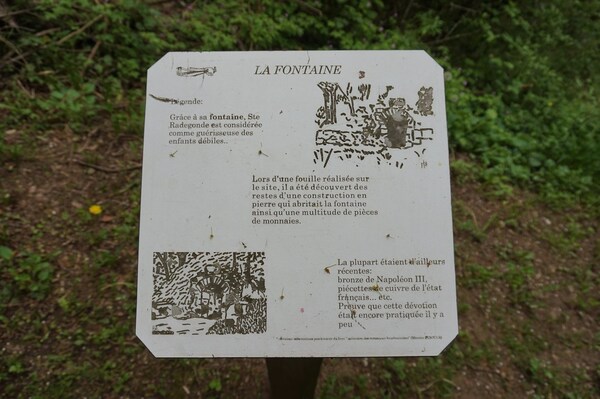 LA FONTAINE
Légende:
Grâce à sa fontaine, Ste
Radegonde est considérée
comme guérisseuse des
enfants débiles..
Lors d'une fouille réalisée sur
le site, il a été découvert des
restes d'une construction en
pierre qui abritait la fontaine
ainsi qu'une multitude de pièces
de monnaies.
La plupart étaient d'ailleurs
récentes:
bronze de Napoléon III,
piécettes de cuivre de l'état
français... etc.
Preuve que cette dévotion
était encore pratiquée il y a
peu